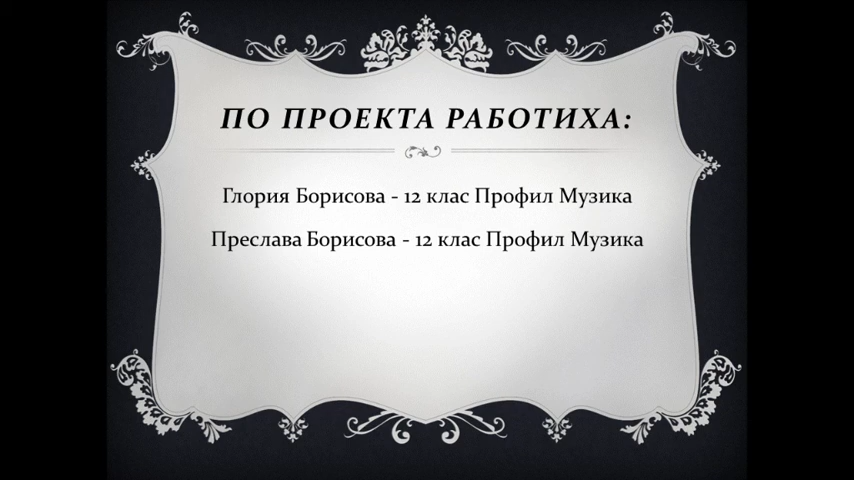 ПО ПРОЕКТА РАБОТИХА:
Глория Борисова - 12 клас Профил Музика
Преслава Борисова - 12 клас Профил Музика